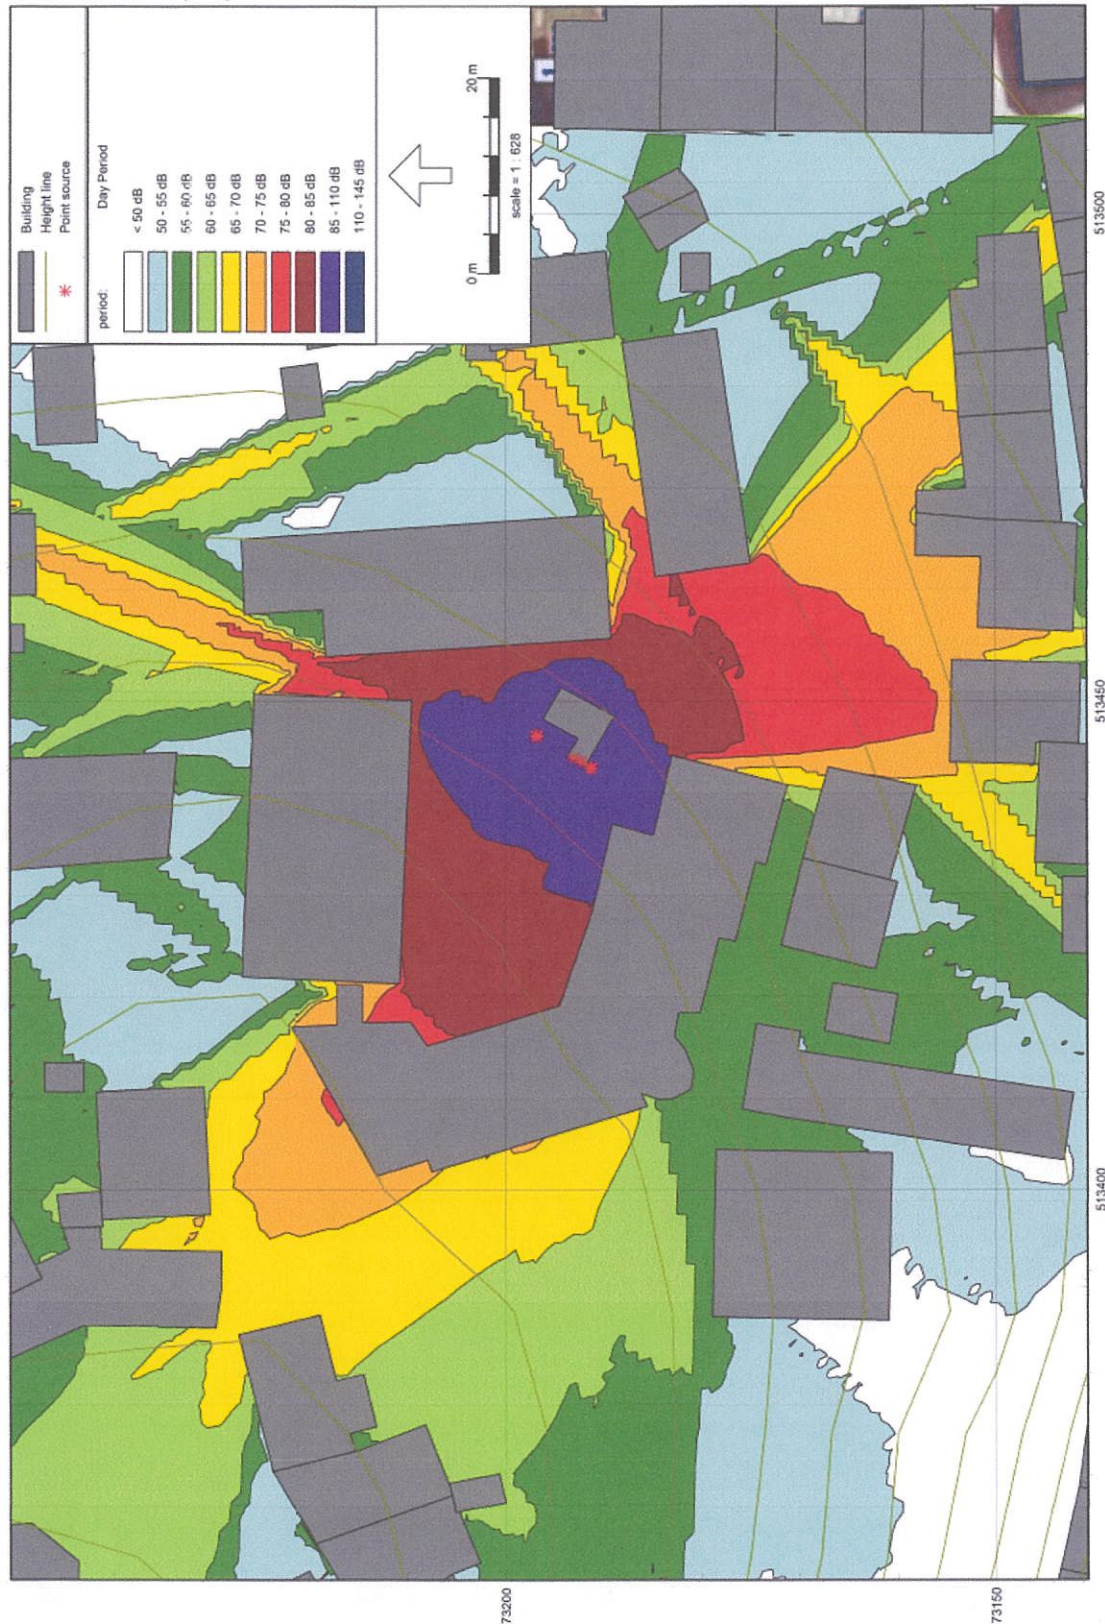 Building
Height line
Point source
period:
Day Period
< 50 dB
50 - 55 dB
55 - 60 dB
60 - 65 dB
65 - 70 dB
70 - 75 dB
75 - 80 dB
80 - 85 dB
85 - 110 dB
110 - 145 dB
0 m
20 m
scale = 1 : 628
1
513400
513450
513500
73200
73150